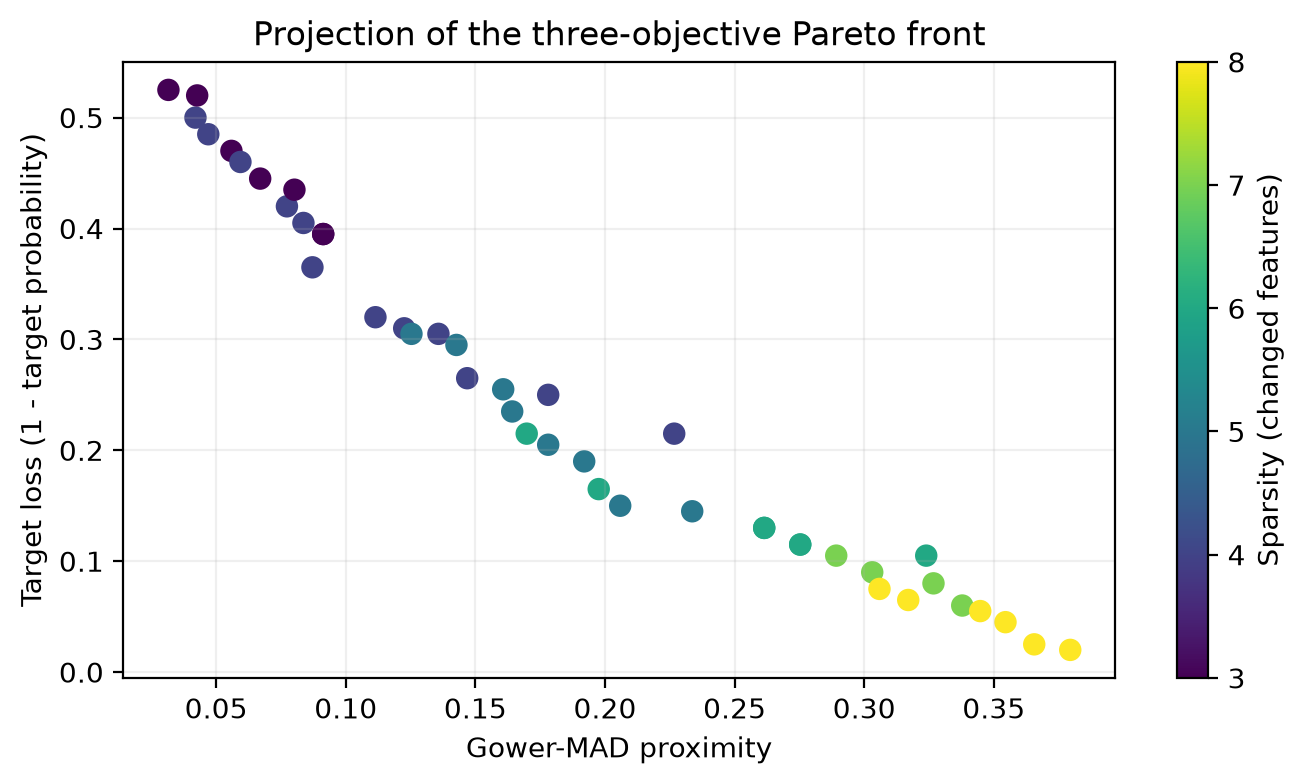 Projection of the three-objective Pareto front
Target loss (1 - target probability)
0.5
0.4
0.3
0.2
0.1
0.0
0.05 0.10 0.15 0.20 0.25 0.30 0.35
Gower-MAD proximity
8
7
6
5
4
3
Sparsity (changed features)